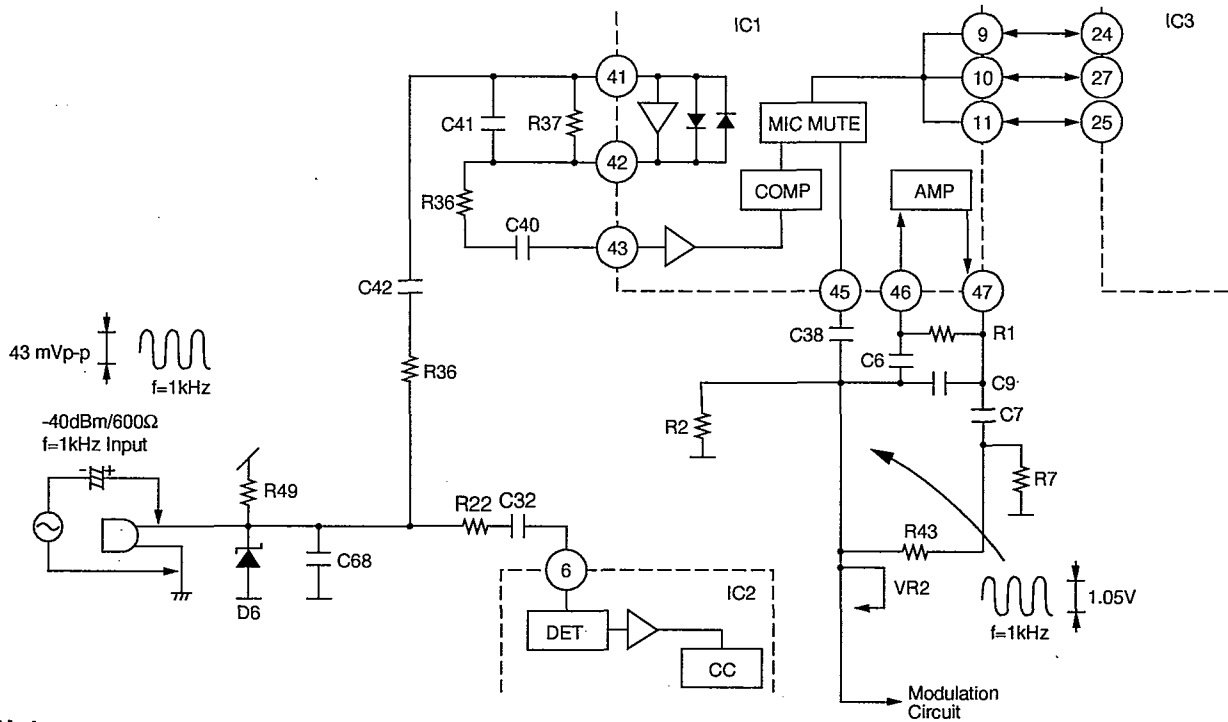 IC1
IC3
9
24
10
27
11
25
41
42
43
C41
R37
R36
C40
MIC MUTE
COMP
AMP
45
46
47
C42
C38
C6
R1
C9
C7
R2
R7
R36
43 mVp-p
f=1kHz
-40dBm/600Ω
f=1kHz Input
- +
R49
R22
C32
C68
D6
6
IC2
DET
CC
R43
VR2
f=1kHz
1.05V
Modulation
Circuit